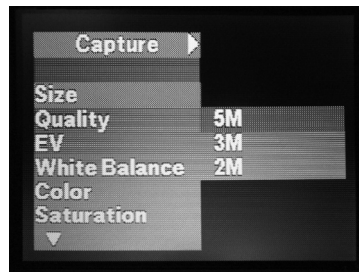 Capture
Size
Quality 5M
EV 3M
White Balance 2M
Color
Saturation